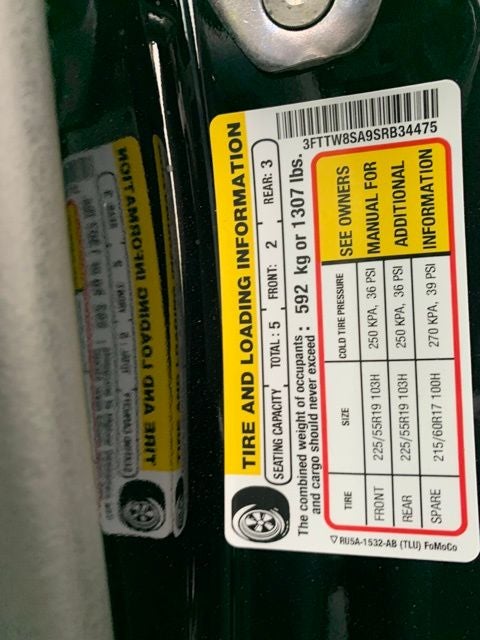 3FTTW8SA9SRB34475
TIRE AND LOADING INFORMATION
SEATING CAPACITY TOTAL : 5 FRONT: 2 REAR: 3
The combined weight of occupants : 592 kg or 1307 lbs.
and cargo should never exceed
TIRE SIZE COLD TIRE PRESSURE SEE OWNERS
FRONT 225/55R19 103H 250 KPA, 36 PSI MANUAL FOR
REAR 225/55R19 103H 250 KPA, 36 PSI ADDITIONAL
SPARE 215/60R17 100H 270 KPA, 39 PSI INFORMATION
▽RU5A-1532-AB (TLU) FoMoCo